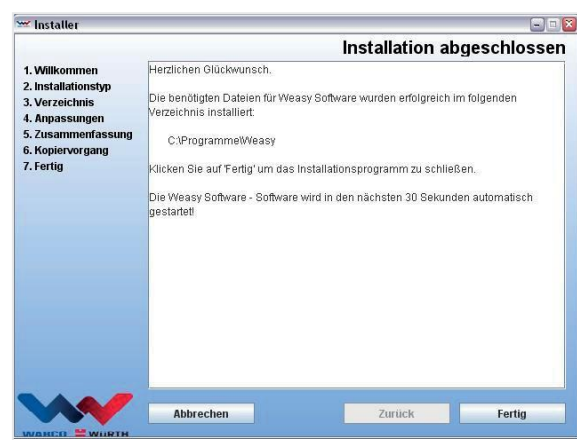 Installer
Installation abgeschlossen
1. Willkommen
2. Installationstyp
3. Verzeichnis
4. Anpassungen
5. Zusammenfassung
6. Kopiervorgang
7. Fertig
Herzlichen Glückwunsch.
Die benötigten Dateien für Weasy Software wurden erfolgreich im folgenden
Verzeichnis installiert:
C:\Programme\Weasy
Klicken Sie auf 'Fertig' um das Installationsprogramm zu schließen.
Die Weasy Software - Software wird in den nächsten 30 Sekunden automatisch
gestartet!
WABCO WÜRTH
Abbrechen
Zurück
Fertig